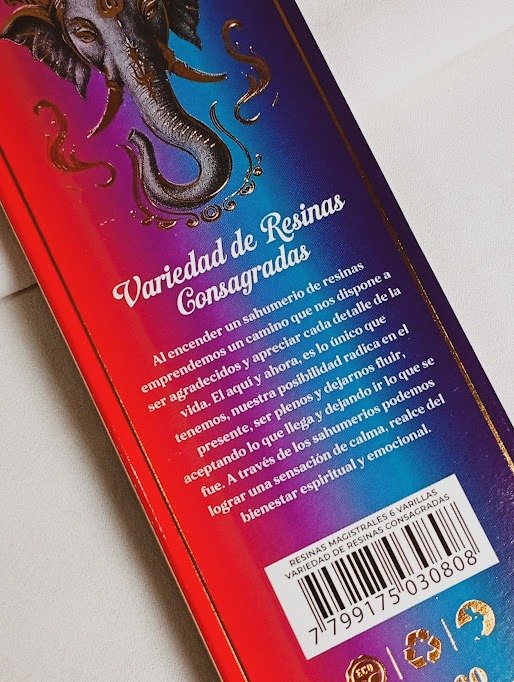 Variedad de Resinas
Consagradas
Al encender un sahumerio de resinas
emprendemos un camino que nos dispone a
ser agradecidos y apreciar cada detalle de la
vida. El aquí y ahora, es lo único que
tenemos, nuestra posibilidad radica en el
presente, ser plenos y dejarnos fluir,
aceptando lo que llega y dejando ir lo que se
fue. A través de los sahumerios podemos
lograr una sensación de calma, realce del
bienestar espiritual y emocional.
RESINAS MAGISTRALES 6 VARILLAS
VARIEDAD DE RESINAS CONSAGRADAS
7 799175 030808
ECO